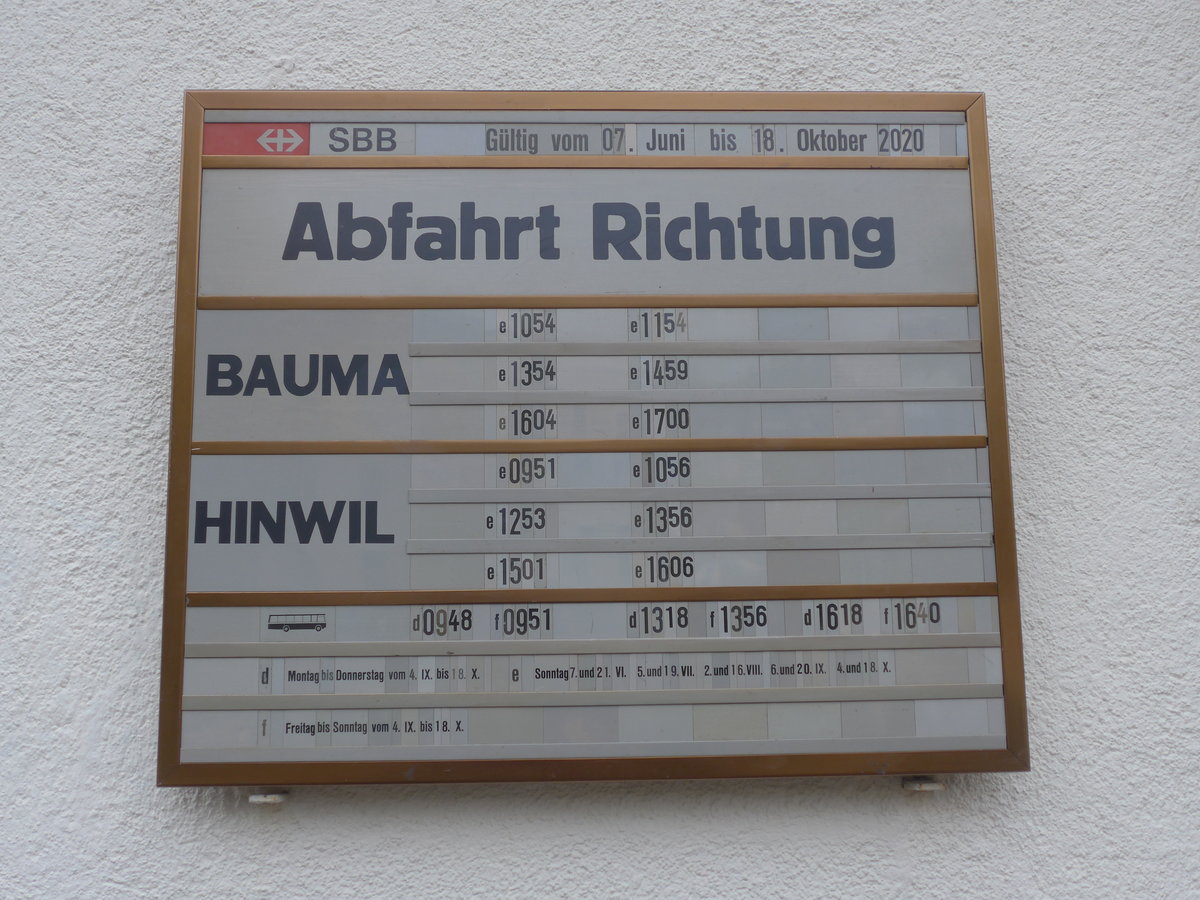 SBB Gültig vom 07. Juni bis 18. Oktober 2020
Abfahrt Richtung
BAUMA
e 1054 e 1154
e 1354 e 1459
e 1604 e 1700
HINWIL
e 0951 e 1056
e 1253 e 1356
e 1501 e 1606
d 0948 f 0951 d 1318 f 1356 d 1618 f 1640
d Montag bis Donnerstag vom 4. IX. bis 18. X. e Sonntag 7. und 21. VI. 5. und 19. VII. 2. und 16. VIII. 6. und 20. IX. 4. und 18. X.
f Freitag bis Sonntag vom 4. IX. bis 18. X.